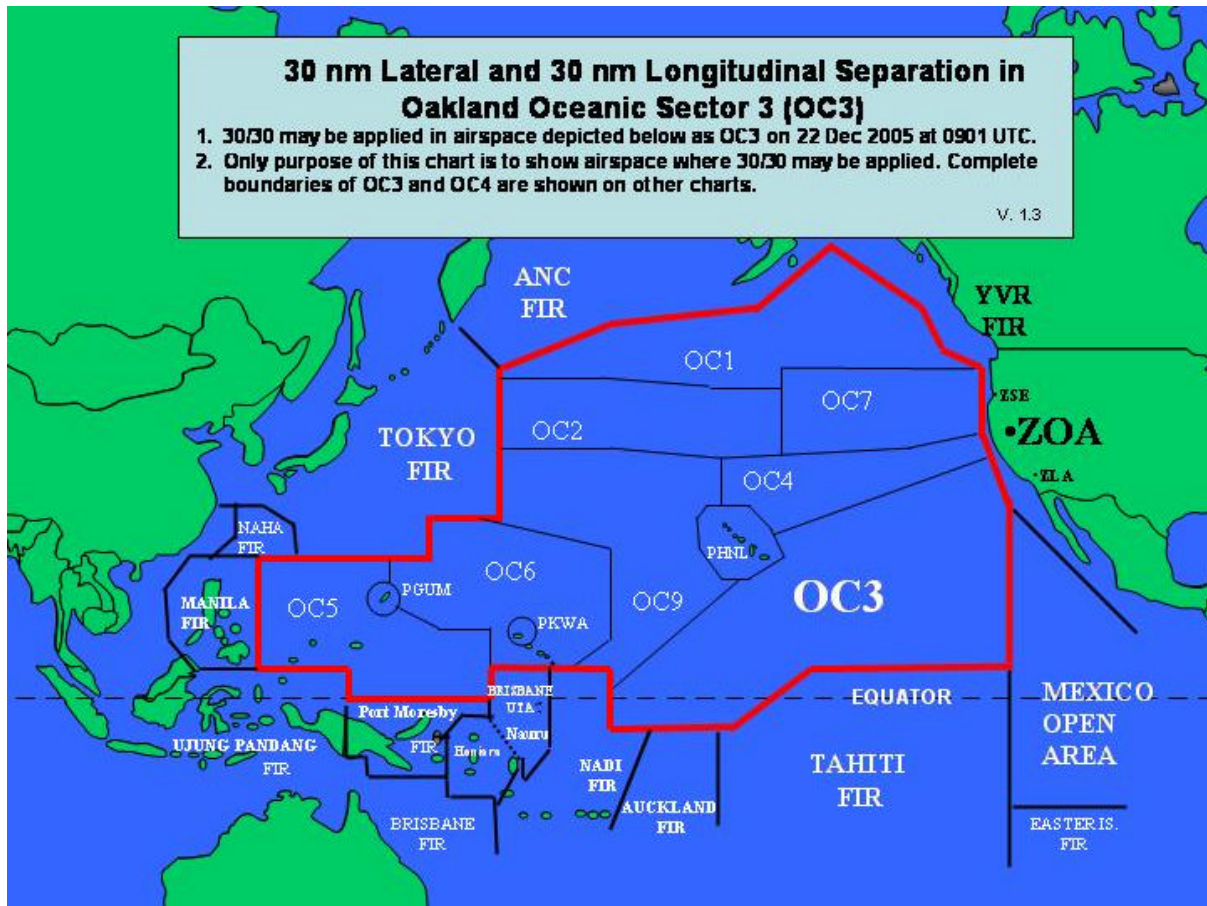 30 nm Lateral and 30 nm Longitudinal Separation in
Oakland Oceanic Sector 3 (OC3)
1. 30/30 may be applied in airspace depicted below as OC3 on 22 Dec 2005 at 0901 UTC.
2. Only purpose of this chart is to show airspace where 30/30 may be applied. Complete
boundaries of OC3 and OC4 are shown on other charts.
V. 1.3
ANC
FIR
YVR
FIR
OC1
OC7
ZSE
ZOA
TOKYO
FIR
OC2
OC4
ZLA
NAHA
FIR
PHNL
OC6
OC5
PGUM
OC9
OC3
MANILA
FIR
PKWA
BRISBANE
UTA
EQUATOR
MEXICO
OPEN
AREA
Port Moresby
FIR
Nauru
Honiara
UJUNG PANDANG
FIR
NADI
FIR
TAHITI
FIR
AUCKLAND
FIR
BRISBANE
FIR
EASTER IS.
FIR